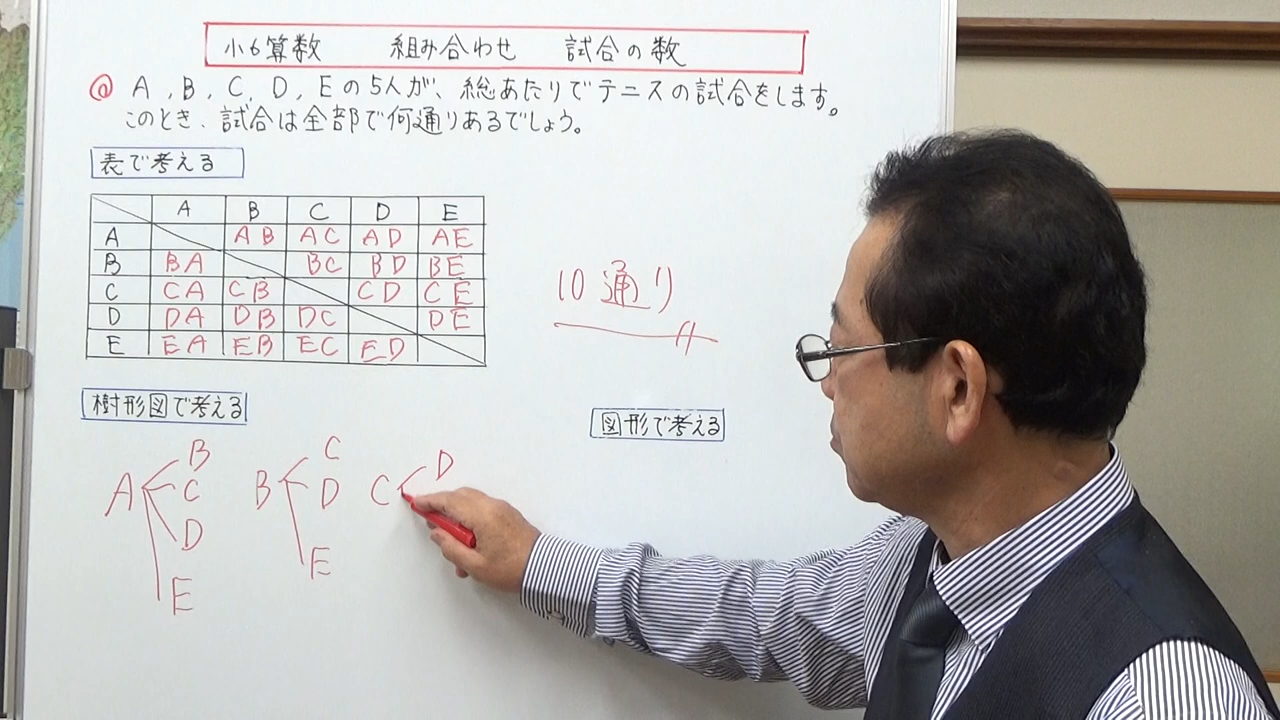 小6算数 組み合わせ 試合の数
@ A, B, C, D, Eの5人が、総あたりでテニスの試合をします。
このとき、試合は全部で何通りあるでしょう。
表で考える
A B C D E
A AB AC AD AE
B BA BC BD BE
C CA CB CD CE
D DA DB DC DE
E EA EB EC ED
10通り
樹形図で考える
図形で考える
A B C D E
B C D E
C D